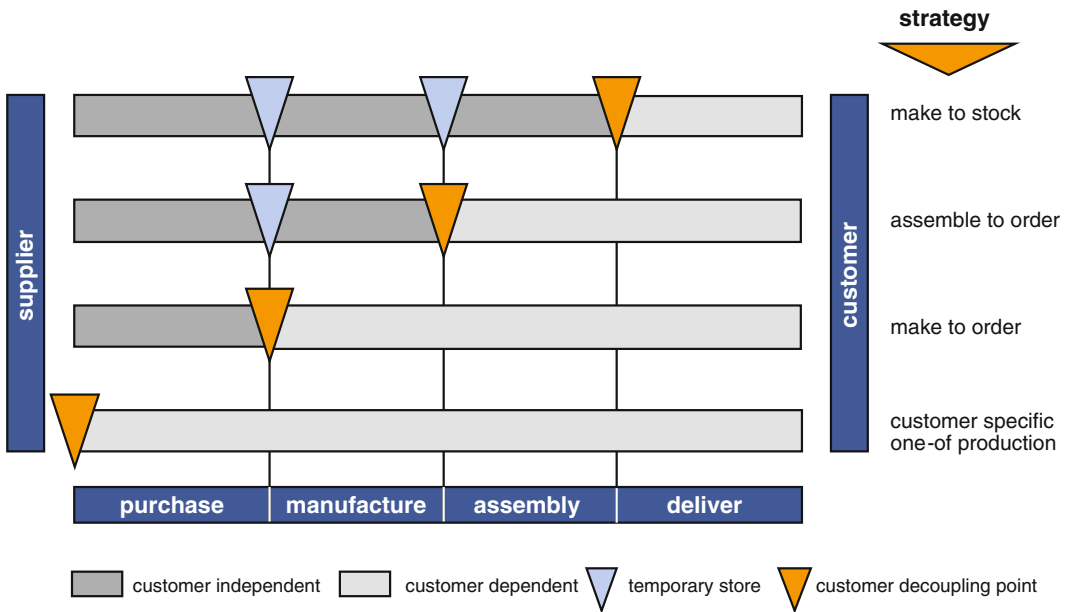 strategy
make to stock
assemble to order
make to order
customer specific
one-of production
supplier
customer
purchase
manufacture
assembly
deliver
customer independent
customer dependent
temporary store
customer decoupling point